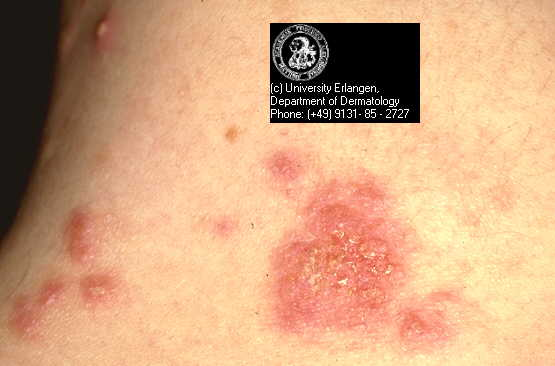 (c) University Erlangen,
Department of Dermatology
Phone: (+49) 9131- 85 - 2727